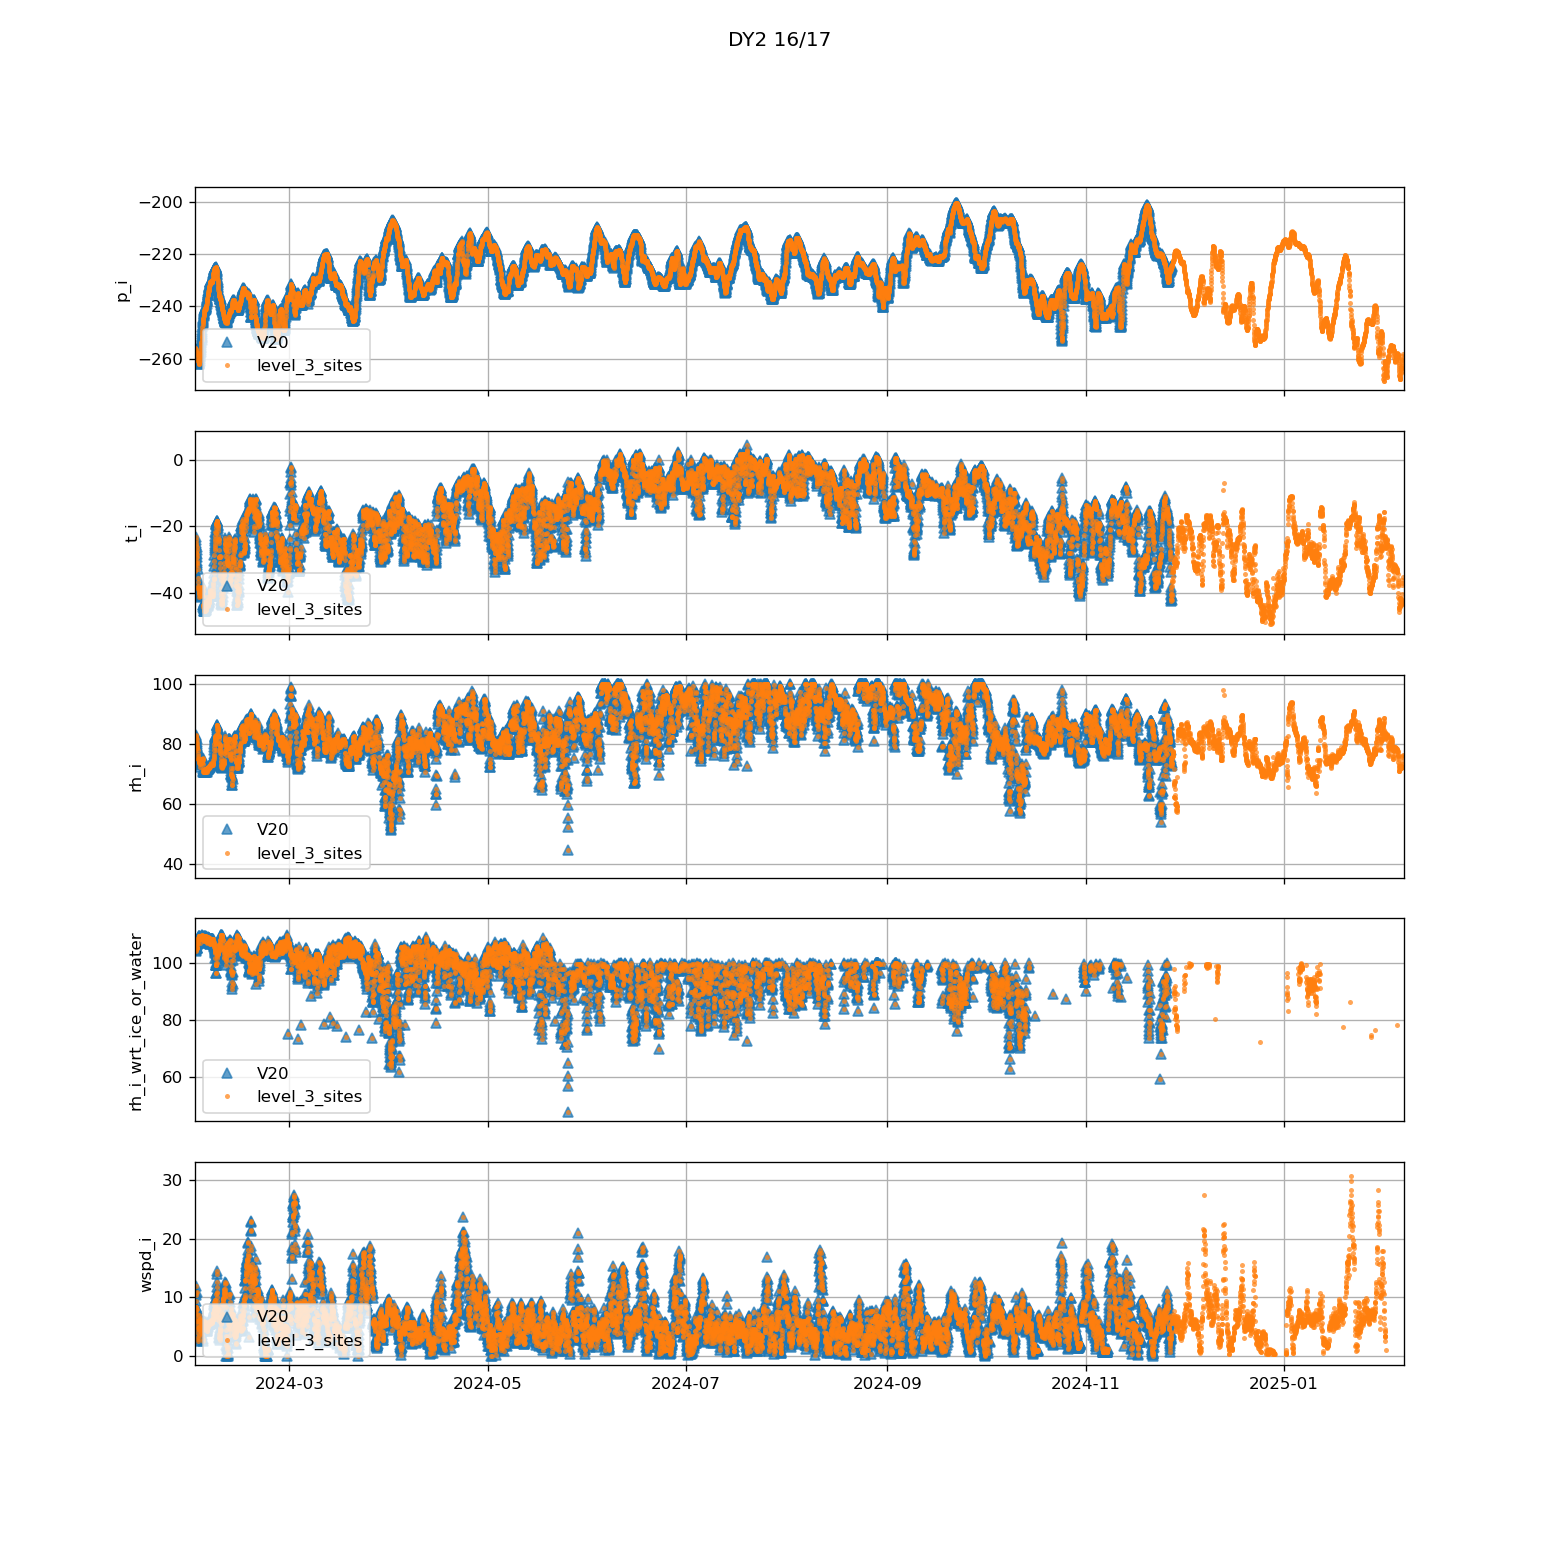 DY2 16/17
−200
−220
−240
−260
p_i
V20
level_3_sites
0
−20
−40
t_i
V20
level_3_sites
100
80
60
40
rh_i
V20
level_3_sites
100
80
60
rh_i_wrt_ice_or_water
V20
level_3_sites
30
20
10
0
wspd_i
V20
level_3_sites
2024-03
2024-05
2024-07
2024-09
2024-11
2025-01